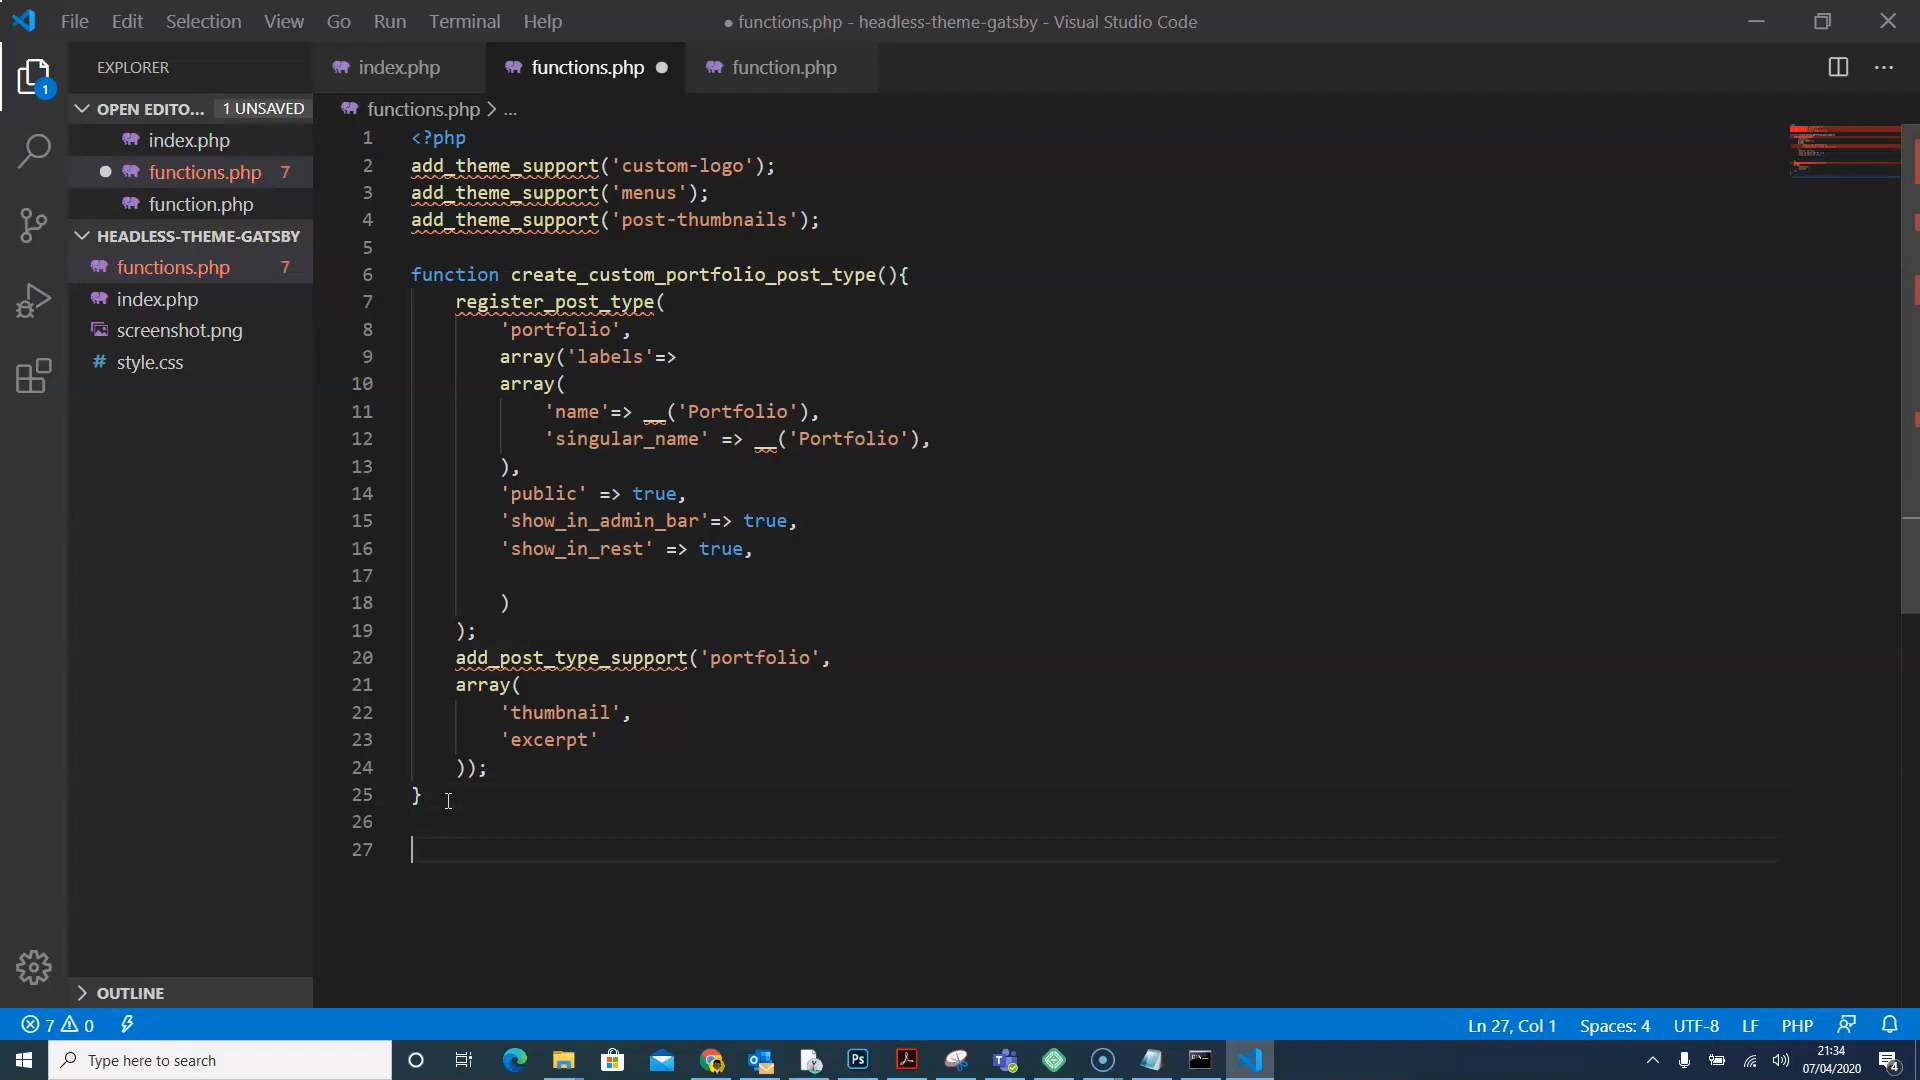 File Edit Selection View Go Run Terminal Help
● functions.php - headless-theme-gatsby - Visual Studio Code
EXPLORER
index.php
functions.php
function.php
OPEN EDITO... 1 UNSAVED
index.php
functions.php 7
function.php
HEADLESS-THEME-GATSBY
functions.php 7
index.php
screenshot.png
# style.css
OUTLINE
1
functions.php > ...
1 <?php
2 add_theme_support('custom-logo');
3 add_theme_support('menus');
4 add_theme_support('post-thumbnails');
5
6 function create_custom_portfolio_post_type(){
7 register_post_type(
8 'portfolio',
9 array('labels'=>
10 array(
11 'name'=> __('Portfolio'),
12 'singular_name' => __('Portfolio'),
13 ),
14 'public' => true,
15 'show_in_admin_bar'=> true,
16 'show_in_rest' => true,
17
18 )
19 );
20 add_post_type_support('portfolio',
21 array(
22 'thumbnail',
23 'excerpt'
24 ));
25 }
26
27
7 0
Ln 27, Col 1 Spaces: 4 UTF-8 LF PHP
Type here to search
Ps
21:34
07/04/2020
4